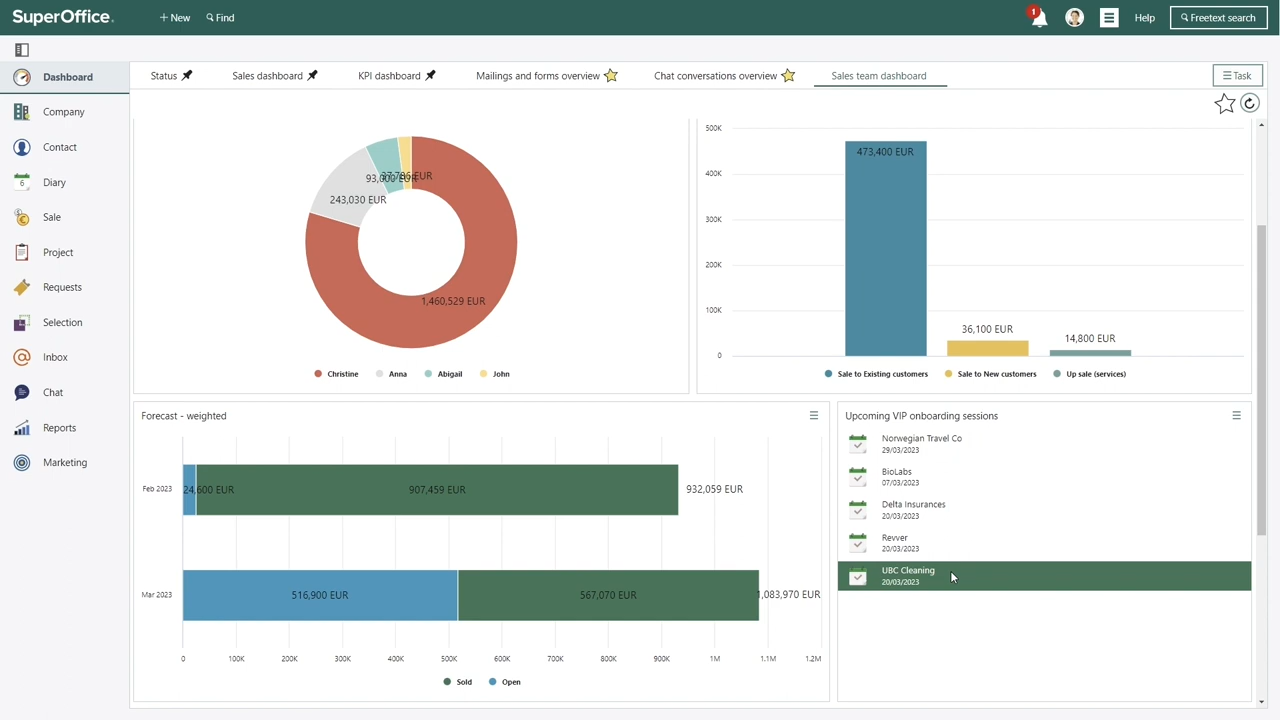 SuperOffice.
+ New
Find
1
Help
Freetext search
Dashboard
Company
Contact
6
Diary
Sale
Project
Requests
Selection
Inbox
Chat
Reports
Marketing
Status
Sales dashboard
KPI dashboard
Mailings and forms overview
Chat conversations overview
Sales team dashboard
Task
93,000 EUR
37,786 EUR
243,030 EUR
1,460,529 EUR
Christine
Anna
Abigail
John
500K
400K
300K
200K
100K
0
473,400 EUR
36,100 EUR
14,800 EUR
Sale to Existing customers
Sale to New customers
Up sale (services)
Forecast - weighted
Feb 2023
24,600 EUR
907,459 EUR
932,059 EUR
Mar 2023
516,900 EUR
567,070 EUR
1,083,970 EUR
0 100K 200K 300K 400K 500K 600K 700K 800K 900K 1M 1.1M 1.2M
Sold
Open
Upcoming VIP onboarding sessions
Norwegian Travel Co
29/03/2023
BioLabs
07/03/2023
Delta Insurances
20/03/2023
Revver
20/03/2023
UBC Cleaning
20/03/2023